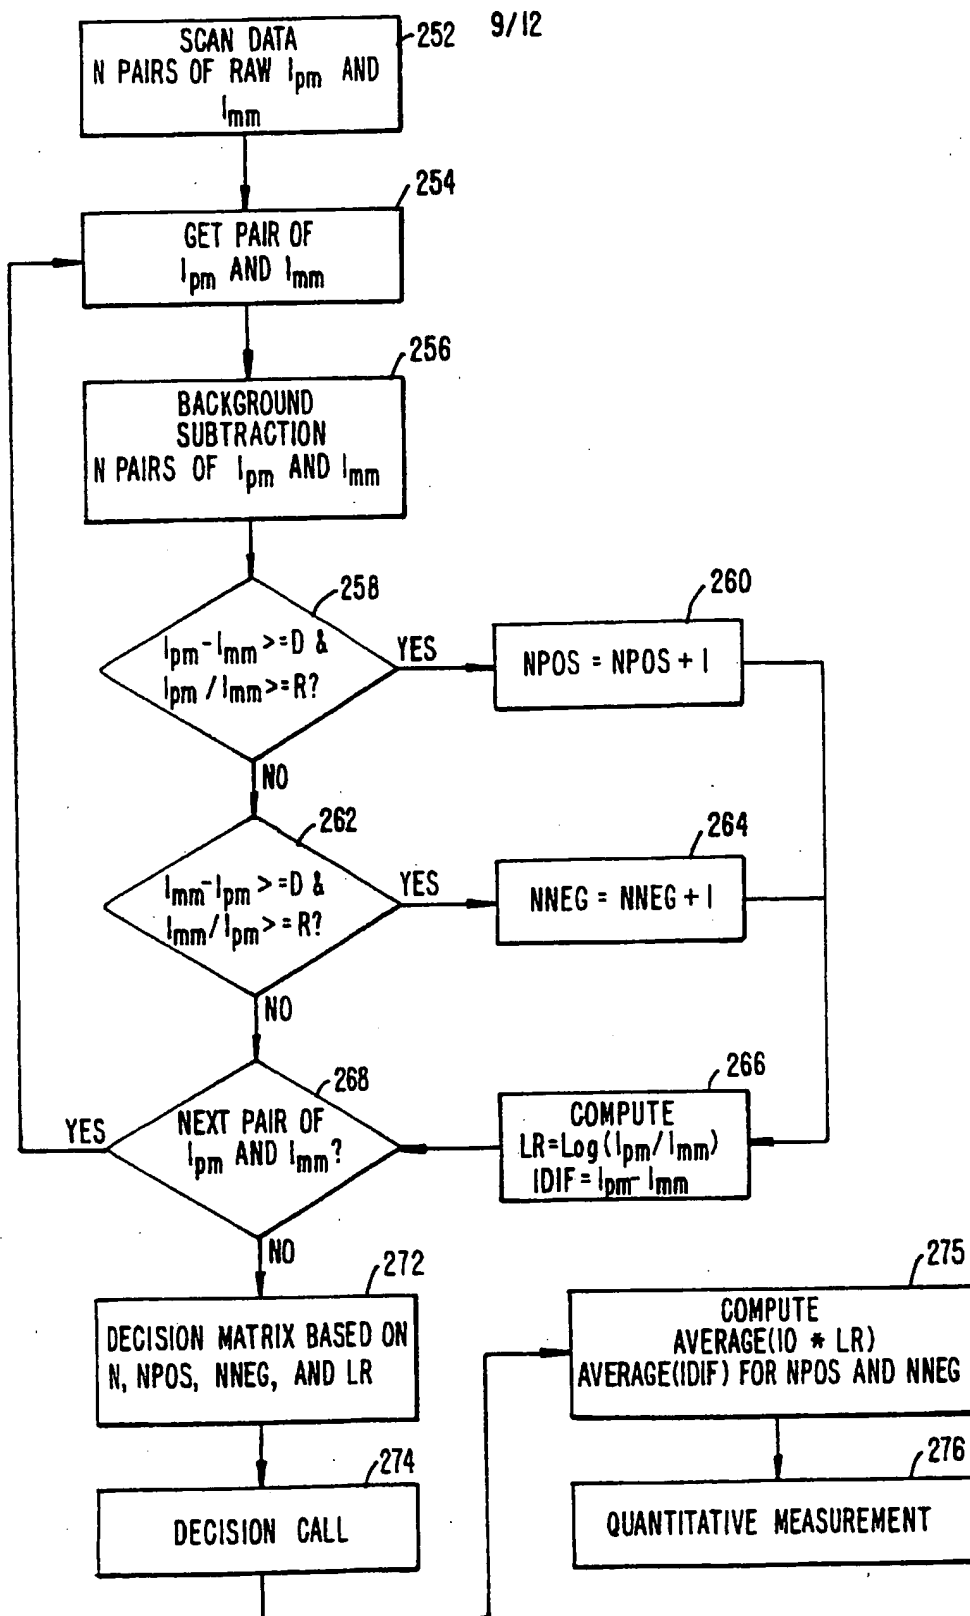 9/12
252
SCAN DATA
N PAIRS OF RAW Ipm AND
Imm
254
GET PAIR OF
Ipm AND Imm
256
BACKGROUND
SUBTRACTION
N PAIRS OF Ipm AND Imm
258
Ipm-Imm>=D &
Ipm/Imm>=R?
YES
NO
260
NPOS = NPOS + 1
262
Imm-Ipm>=D &
Imm/Ipm>=R?
YES
NO
264
NNEG = NNEG + 1
266
COMPUTE
LR=Log(Ipm/Imm)
IDIF=Ipm-Imm
268
NEXT PAIR OF
Ipm AND Imm?
YES
NO
272
DECISION MATRIX BASED ON
N, NPOS, NNEG, AND LR
274
DECISION CALL
275
COMPUTE
AVERAGE(10 * LR)
AVERAGE(IDIF) FOR NPOS AND NNEG
276
QUANTITATIVE MEASUREMENT